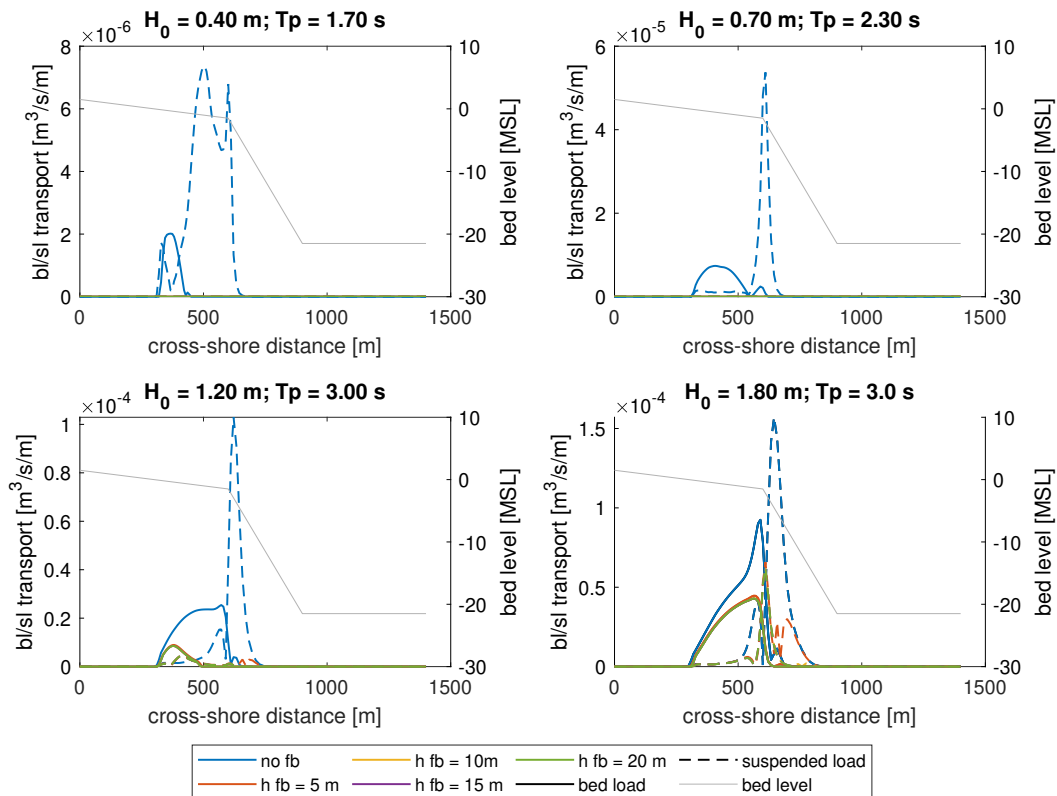 H0 = 0.40 m; Tp = 1.70 s
×10-6
8
6
4
2
0
bl/sl transport [m3/s/m]
10
0
-10
-20
-30
bed level [MSL]
0 500 1000 1500
cross-shore distance [m]
H0 = 0.70 m; Tp = 2.30 s
×10-5
6
4
2
0
bl/sl transport [m3/s/m]
10
0
-10
-20
-30
bed level [MSL]
0 500 1000 1500
cross-shore distance [m]
H0 = 1.20 m; Tp = 3.00 s
×10-4
1
0.8
0.6
0.4
0.2
0
bl/sl transport [m3/s/m]
10
0
-10
-20
-30
bed level [MSL]
0 500 1000 1500
cross-shore distance [m]
H0 = 1.80 m; Tp = 3.0 s
×10-4
1.5
1
0.5
0
bl/sl transport [m3/s/m]
10
0
-10
-20
-30
bed level [MSL]
0 500 1000 1500
cross-shore distance [m]
no fb h fb = 10m h fb = 20 m suspended load
h fb = 5 m h fb = 15 m bed load bed level